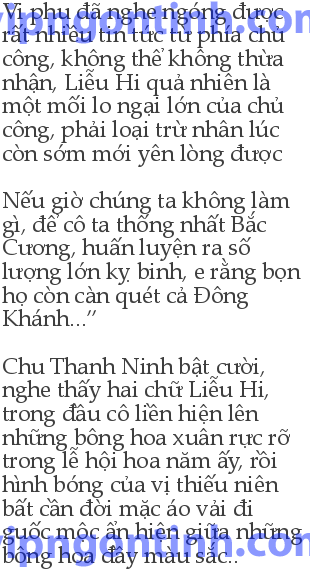 Vị phụ đã nghe ngóng được
rất nhiều tin tức từ phía chủ
công, không thể không thừa
nhận, Liễu Hi quả nhiên là
một mối lo ngại lớn của chủ
công, phải loại trừ nhân lúc
còn sớm mới yên lòng được
Nếu giờ chúng ta không làm
gì, để cô ta thống nhất Bắc
Cương, huấn luyện ra số
lượng lớn kỵ binh, e rằng bọn
họ còn càn quét cả Đông
Khánh...”
Chu Thanh Ninh bật cười,
nghe thấy hai chữ Liễu Hi,
trong đầu cô liền hiện lên
những bông hoa xuân rực rỡ
trong lễ hội hoa năm ấy, rồi
hình bóng của vị thiếu niên
bất cần đời mặc áo vải đi
guốc mộc ẩn hiện giữa những
bông hoa đầy màu sắc..